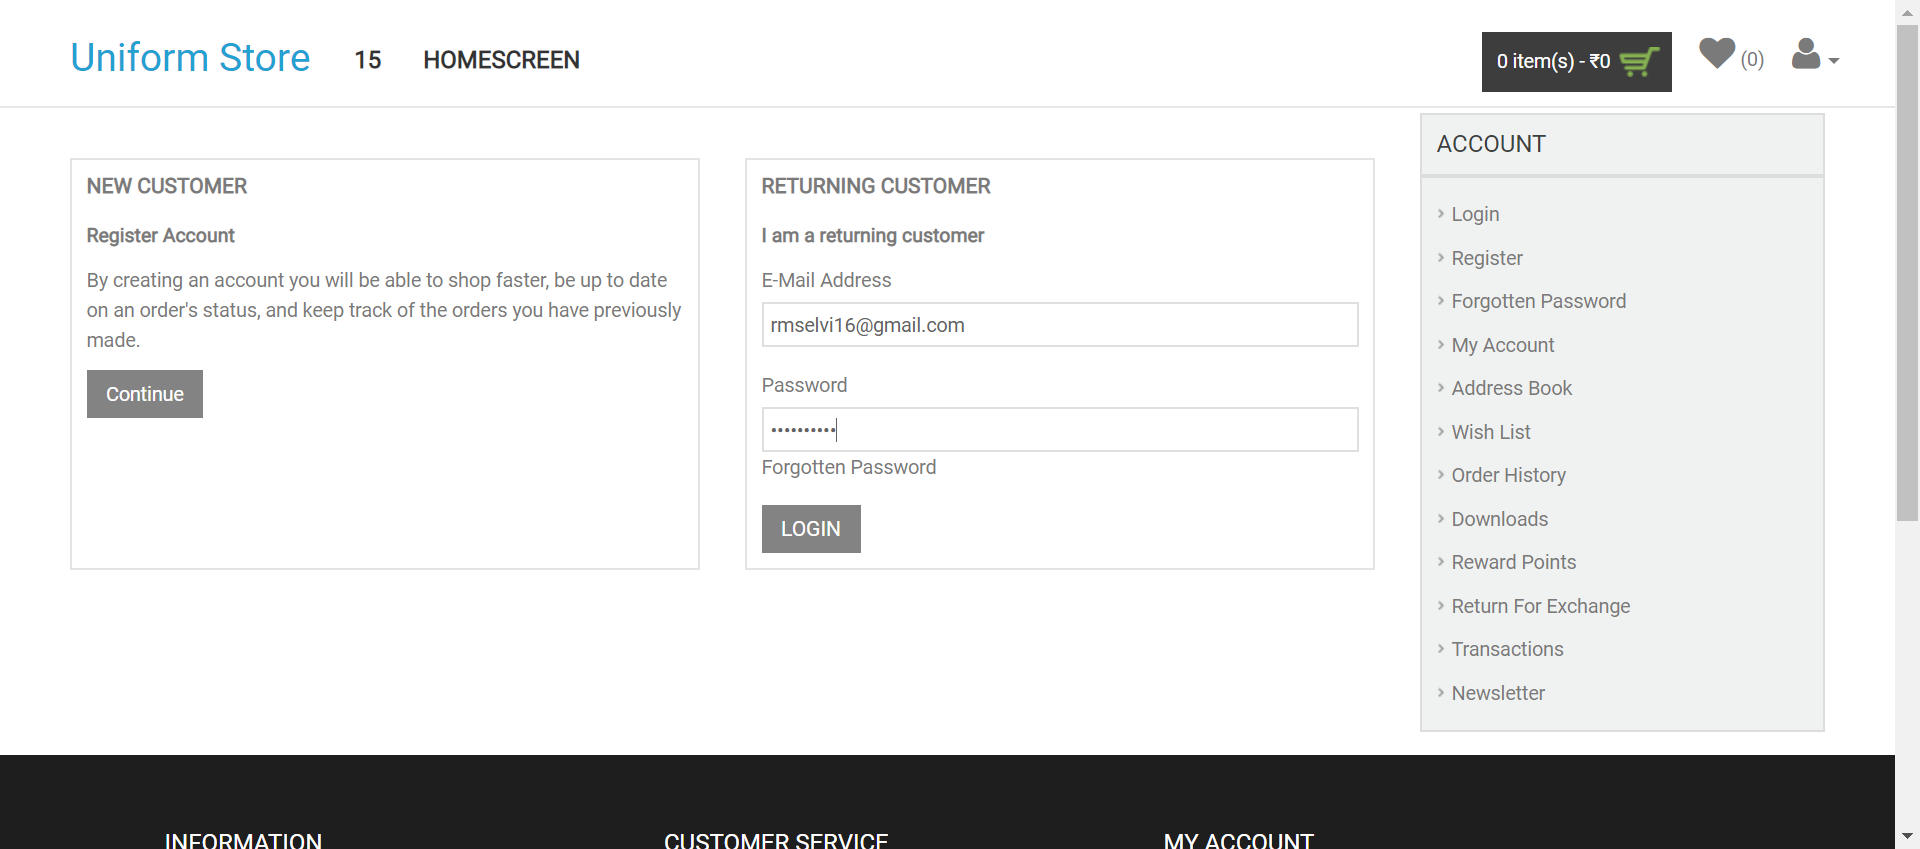 Uniform Store
15
HOMESCREEN
0 item(s) - ₹0
(0)
NEW CUSTOMER
Register Account
By creating an account you will be able to shop faster, be up to date
on an order's status, and keep track of the orders you have previously
made.
Continue
RETURNING CUSTOMER
I am a returning customer
E-Mail Address
rmselvi16@gmail.com
Password
••••••••••
Forgotten Password
LOGIN
ACCOUNT
Login
Register
Forgotten Password
My Account
Address Book
Wish List
Order History
Downloads
Reward Points
Return For Exchange
Transactions
Newsletter
INFORMATION
CUSTOMER SERVICE
MY ACCOUNT